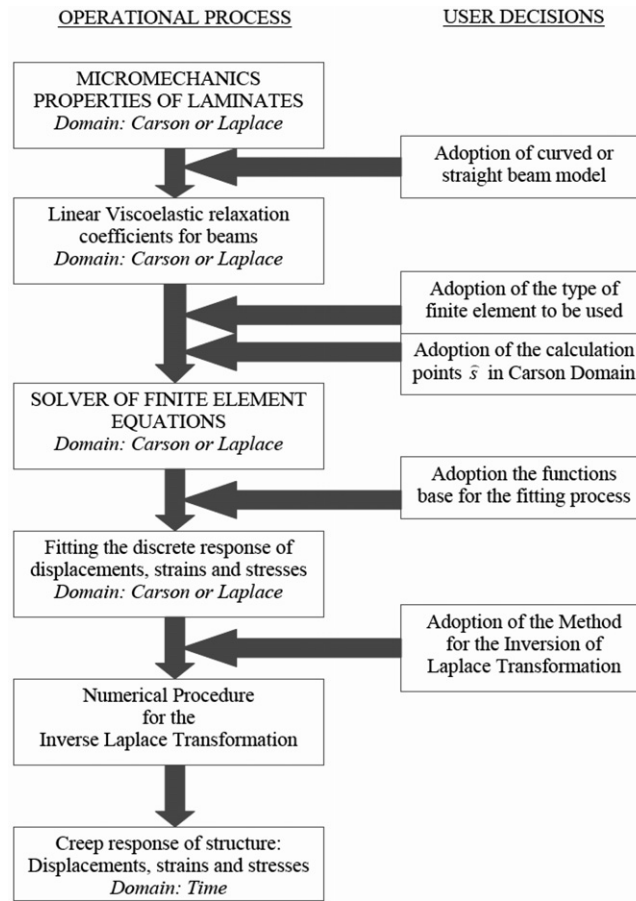 OPERATIONAL PROCESS
USER DECISIONS
MICROMECHANICS
PROPERTIES OF LAMINATES
Domain: Carson or Laplace
Adoption of curved or
straight beam model
Linear Viscoelastic relaxation
coefficients for beams
Domain: Carson or Laplace
Adoption of the type of
finite element to be used
Adoption of the calculation
points ŝ in Carson Domain
SOLVER OF FINITE ELEMENT
EQUATIONS
Domain: Carson or Laplace
Adoption the functions
base for the fitting process
Fitting the discrete response of
displacements, strains and stresses
Domain: Carson or Laplace
Adoption of the Method
for the Inversion of
Laplace Transformation
Numerical Procedure
for the
Inverse Laplace Transformation
Creep response of structure:
Displacements, strains and stresses
Domain: Time